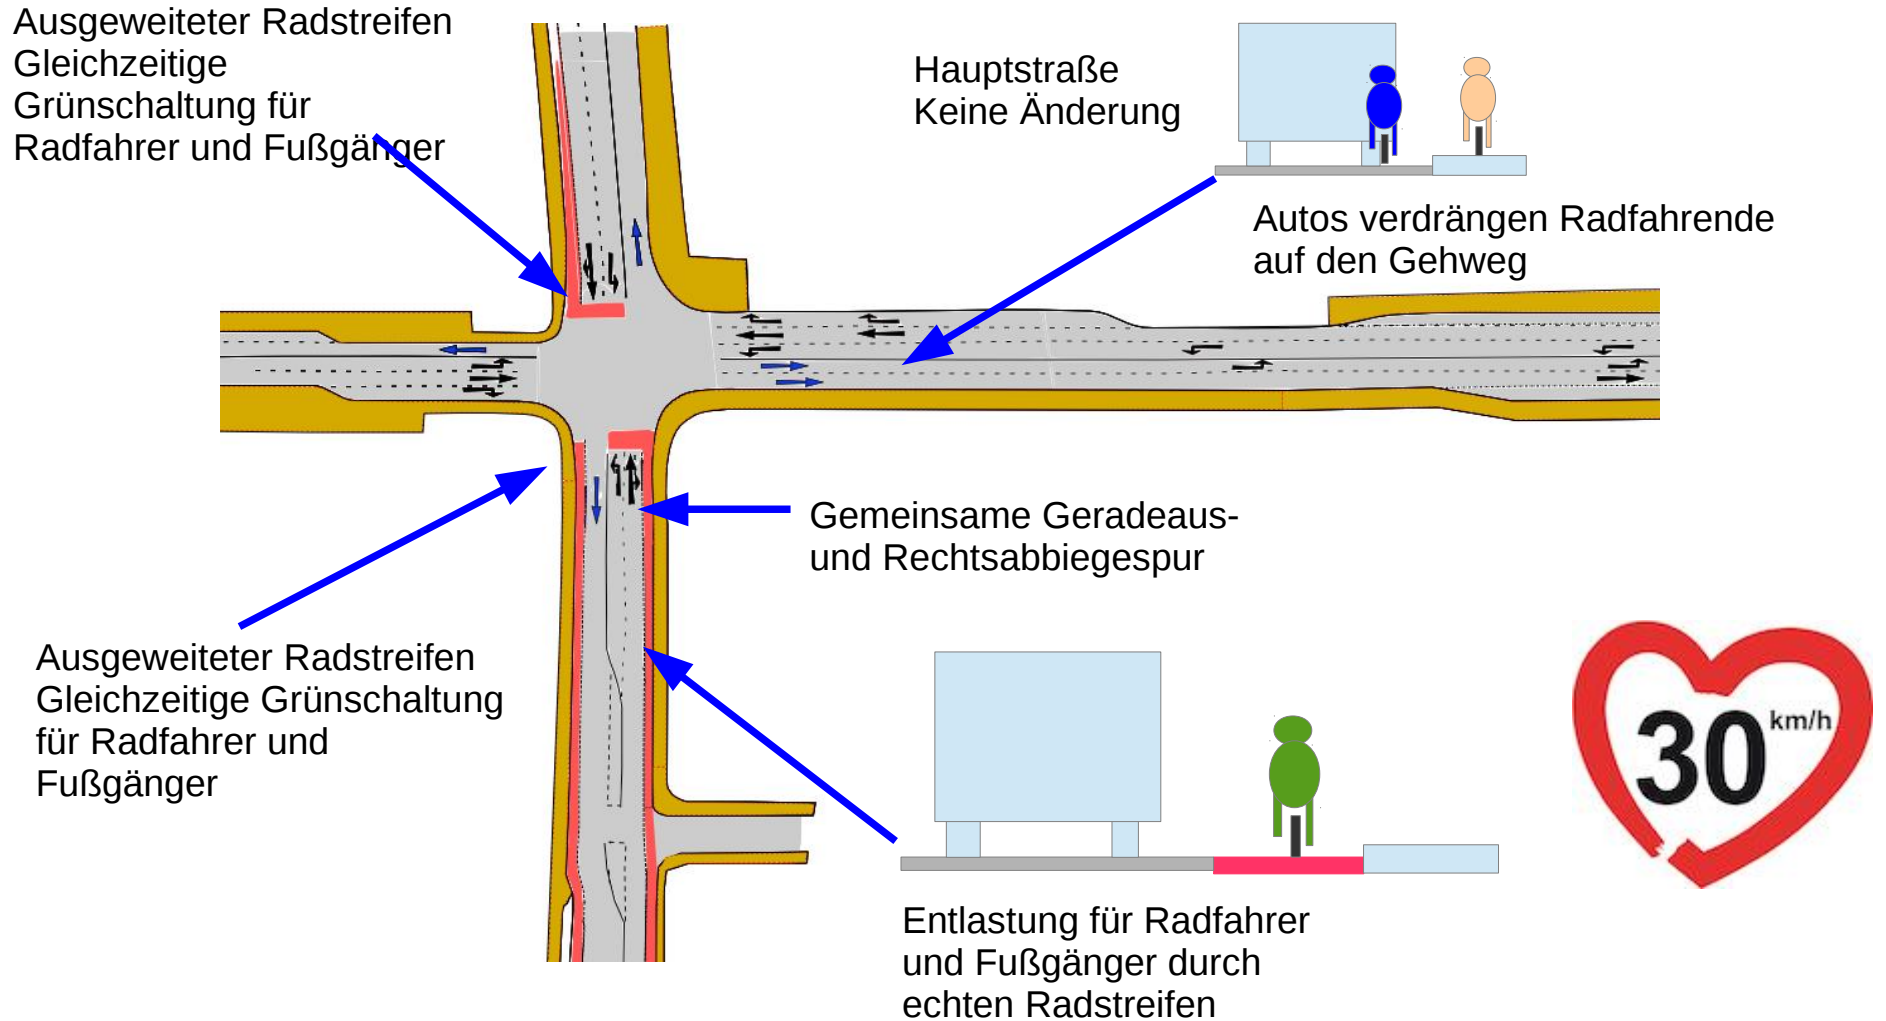 Ausgeweiteter Radstreifen
Gleichzeitige
Grünschaltung für
Radfahrer und Fußgänger
Hauptstraße
Keine Änderung
Autos verdrängen Radfahrende
auf den Gehweg
Gemeinsame Geradeaus-
und Rechtsabbiegespur
Ausgeweiteter Radstreifen
Gleichzeitige Grünschaltung
für Radfahrer und
Fußgänger
30 km/h
Entlastung für Radfahrer
und Fußgänger durch
echten Radstreifen